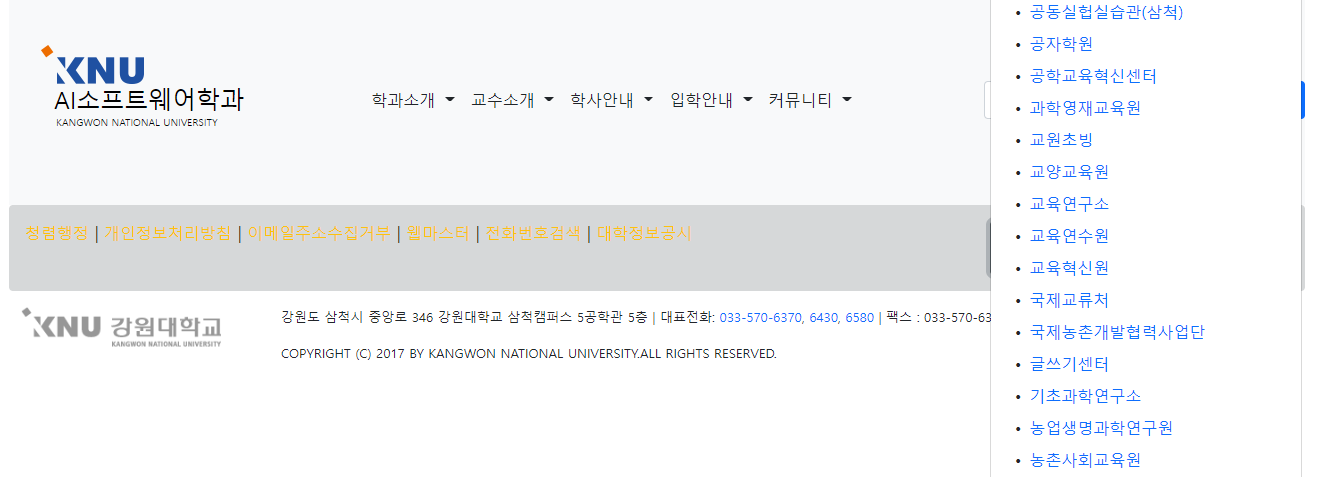 KNU
AI소프트웨어학과
KANGWON NATIONAL UNIVERSITY
학과소개 교수소개 학사안내 입학안내 커뮤니티
청렴행정 | 개인정보처리방침 | 이메일주소수집거부 | 웹마스터 | 전화번호검색 | 대학정보공시
KNU 강원대학교
KANGWON NATIONAL UNIVERSITY
강원도 삼척시 중앙로 346 강원대학교 삼척캠퍼스 5공학관 5층 | 대표전화: 033-570-6370, 6430, 6580 | 팩스 : 033-570-63
COPYRIGHT (C) 2017 BY KANGWON NATIONAL UNIVERSITY.ALL RIGHTS RESERVED.
• 공동실험실습관(삼척)
• 공자학원
• 공학교육혁신센터
• 과학영재교육원
• 교원초빙
• 교양교육원
• 교육연구소
• 교육연수원
• 교육혁신원
• 국제교류처
• 국제농촌개발협력사업단
• 글쓰기센터
• 기초과학연구소
• 농업생명과학연구원
• 농촌사회교육원